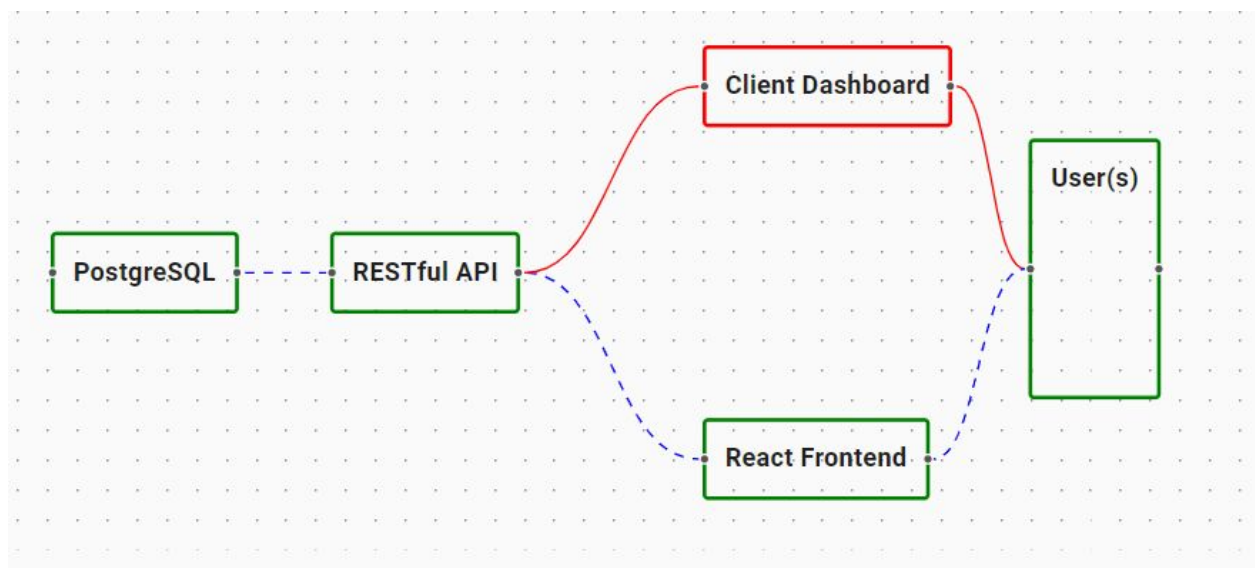 Client Dashboard
User(s)
PostgreSQL
RESTful API
React Frontend